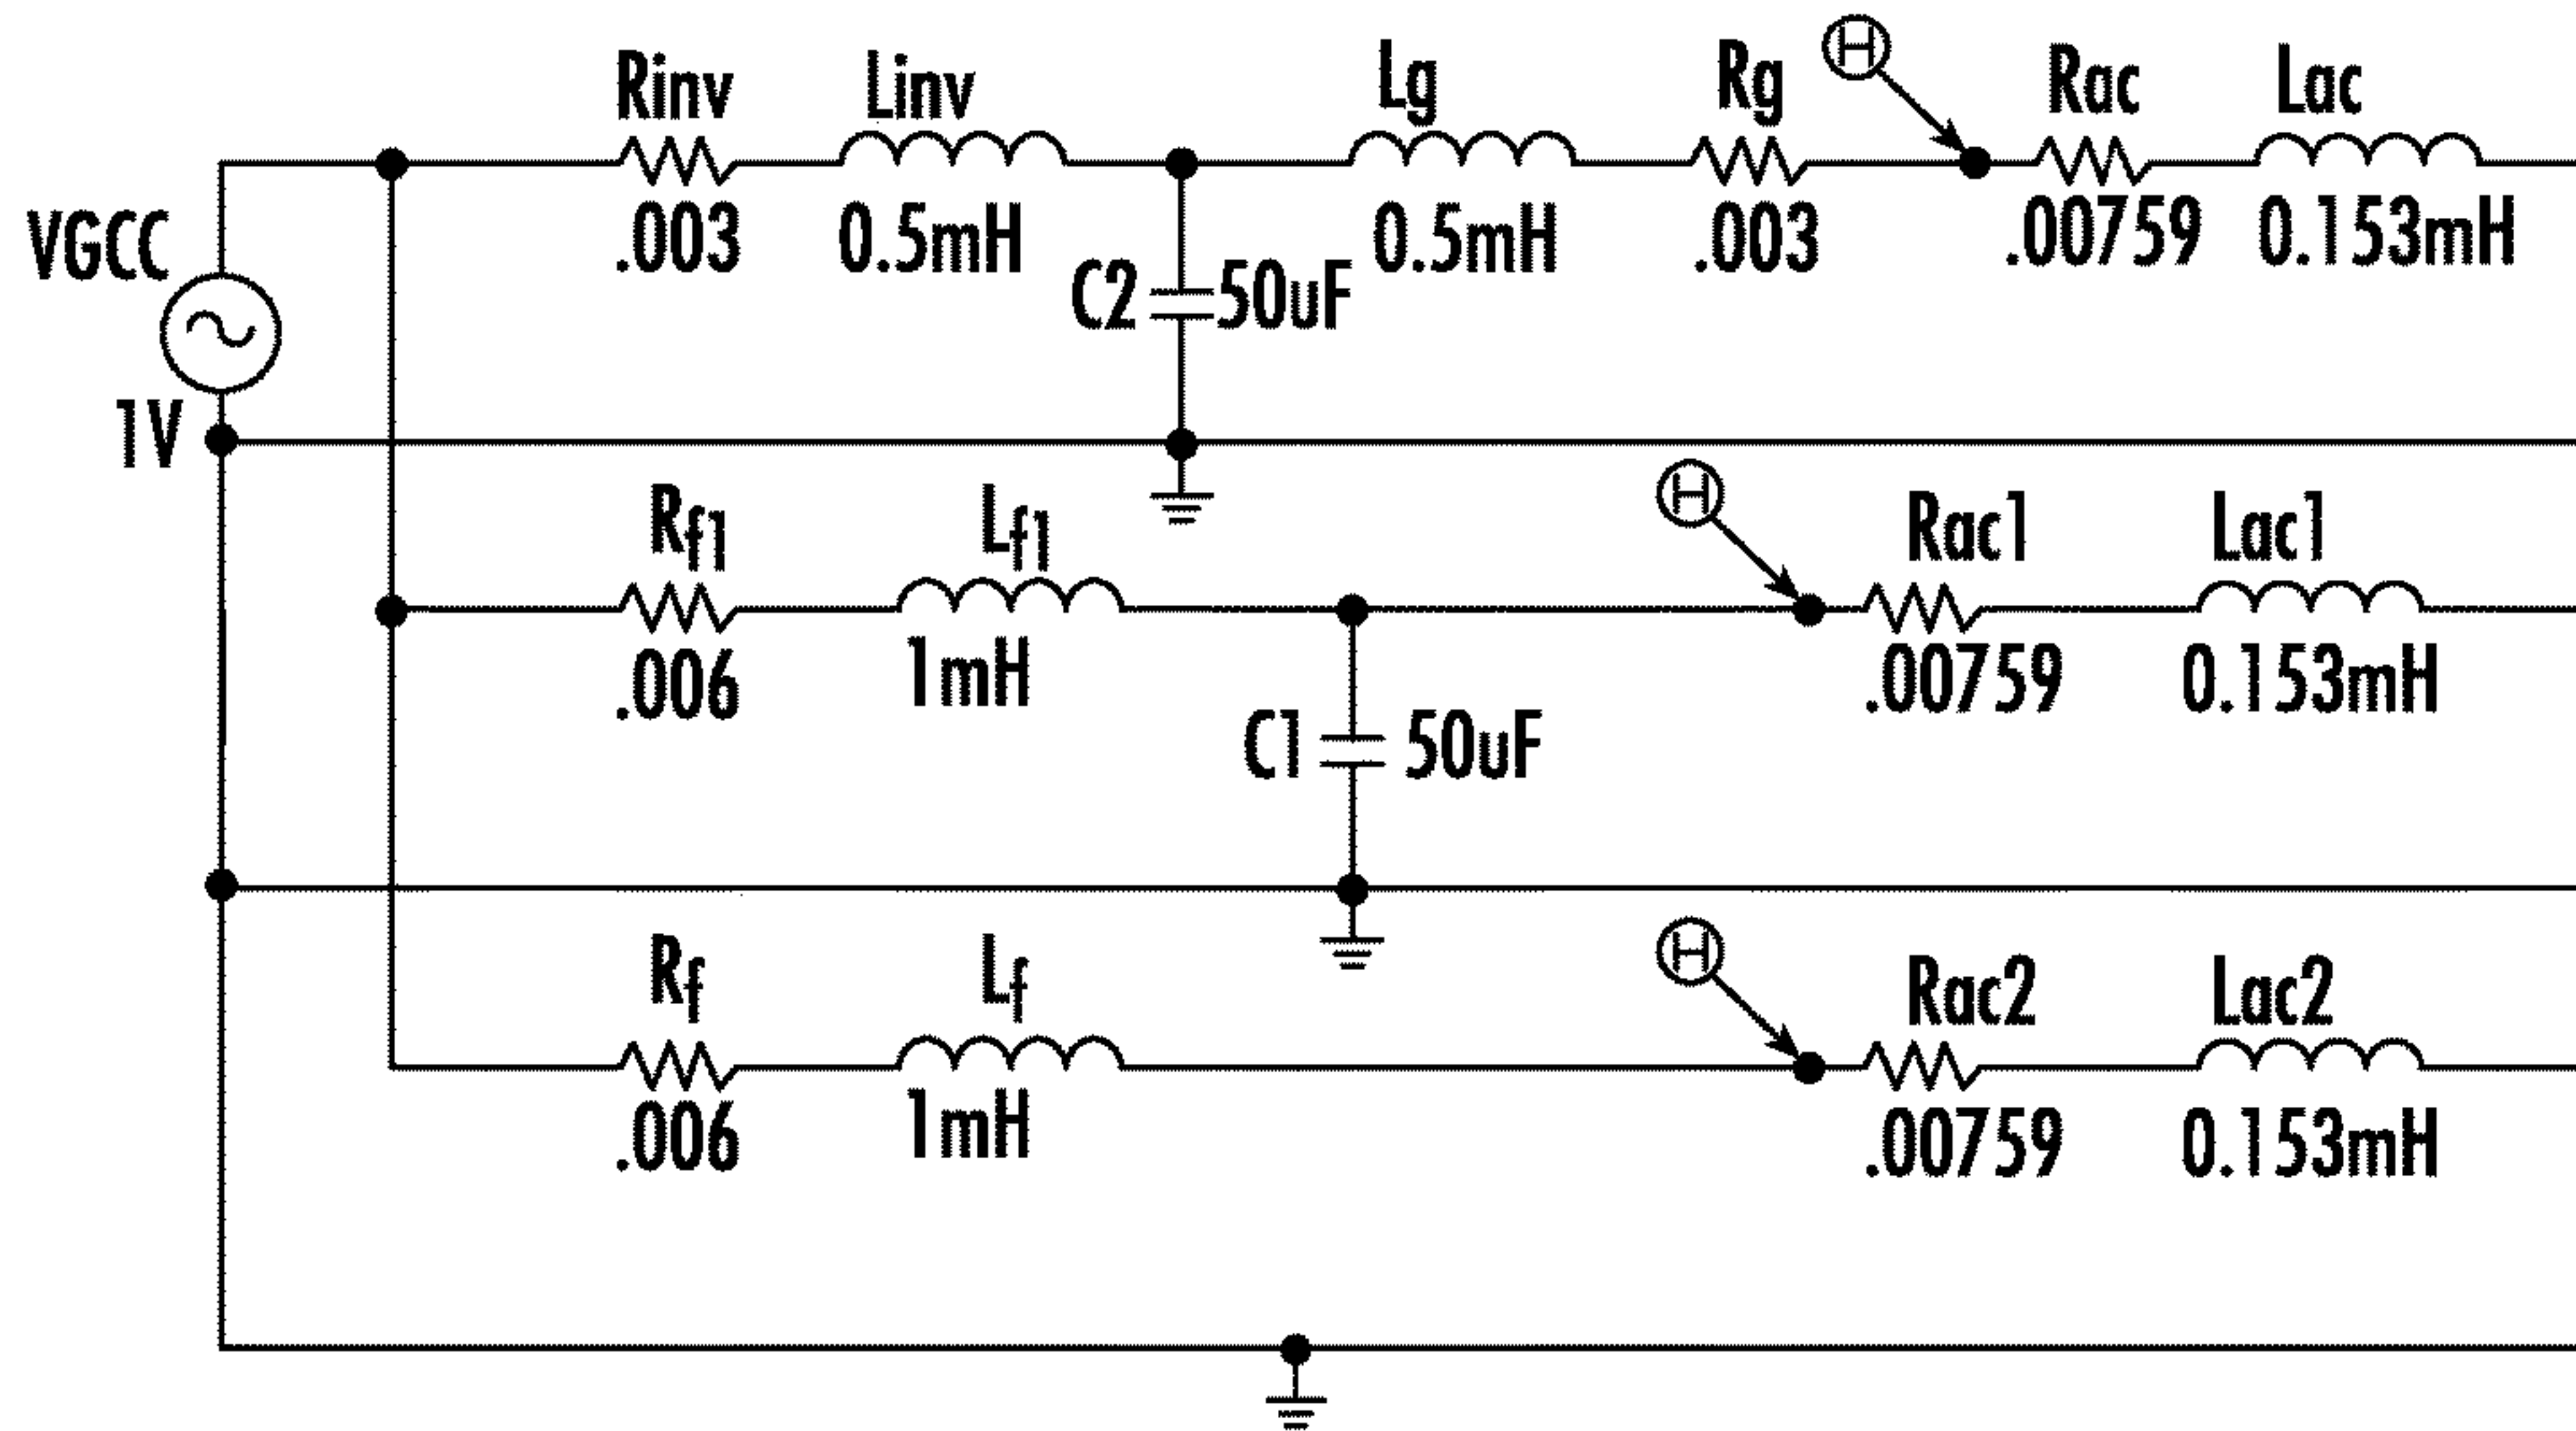 Rinv Linv Lg Rg H Rac Lac
VGCC .003 0.5mH 0.5mH .003 .00759 0.153mH
C2 50uF
1V
Rf1 Lf1 H Rac1 Lac1
.006 1mH .00759 0.153mH
C1 50uF
Rf Lf H Rac2 Lac2
.006 1mH .00759 0.153mH